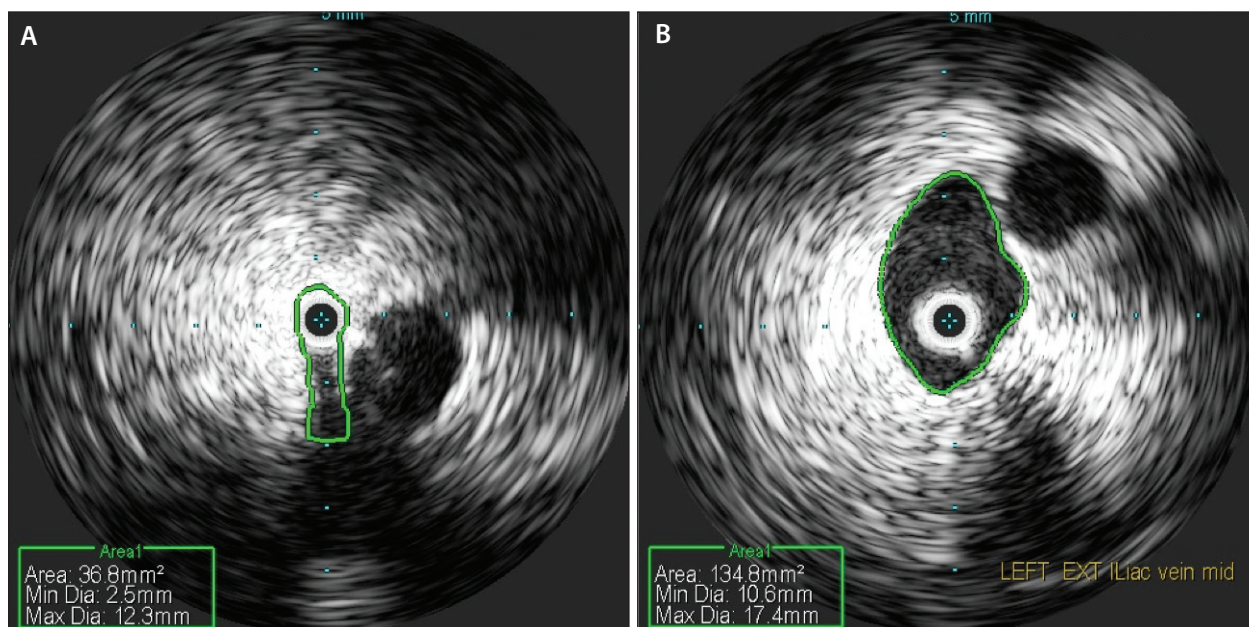 A
5 mm
Area1
Area: 36.8mm²
Min Dia: 2.5mm
Max Dia: 12.3mm
B
5 mm
Area1
Area: 134.8mm²
Min Dia: 10.6mm
Max Dia: 17.4mm
LEFT EXT ILiac vein mid